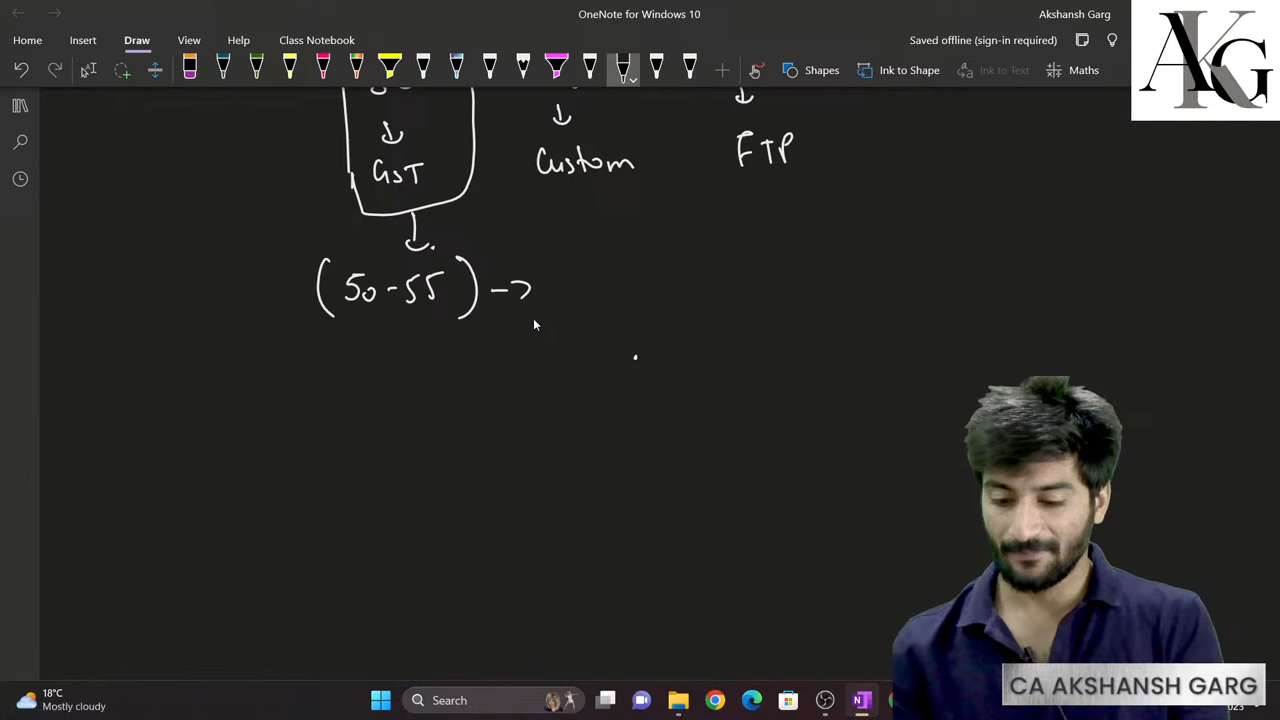 OneNote for Windows 10
Akshansh Garg
Home Insert Draw View Help Class Notebook
Saved offline (sign-in required)
Shapes Ink to Shape Ink to Text Maths
AKG
GST Custom FTP
(50-55) ->
CA AKSHANSH GARG
18°C
Mostly cloudy
Search
023